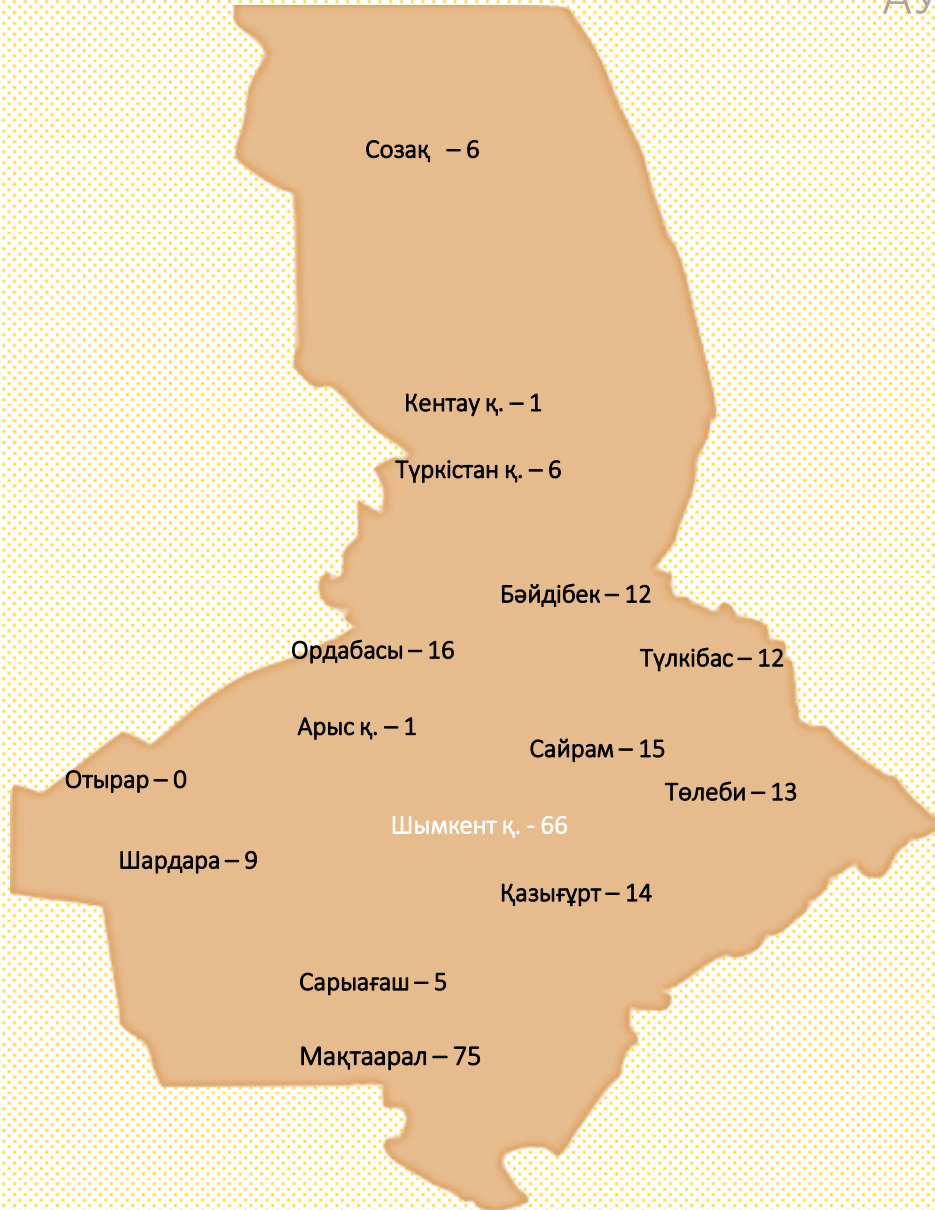 АУ
Созақ – 6
Кентау қ. – 1
Түркістан қ. – 6
Бәйдібек – 12
Ордабасы – 16
Түлкібас – 12
Арыс қ. – 1
Сайрам – 15
Отырар – 0
Төлеби – 13
Шымкент қ. - 66
Шардара – 9
Қазығұрт – 14
Сарыағаш – 5
Мақтаарал – 75